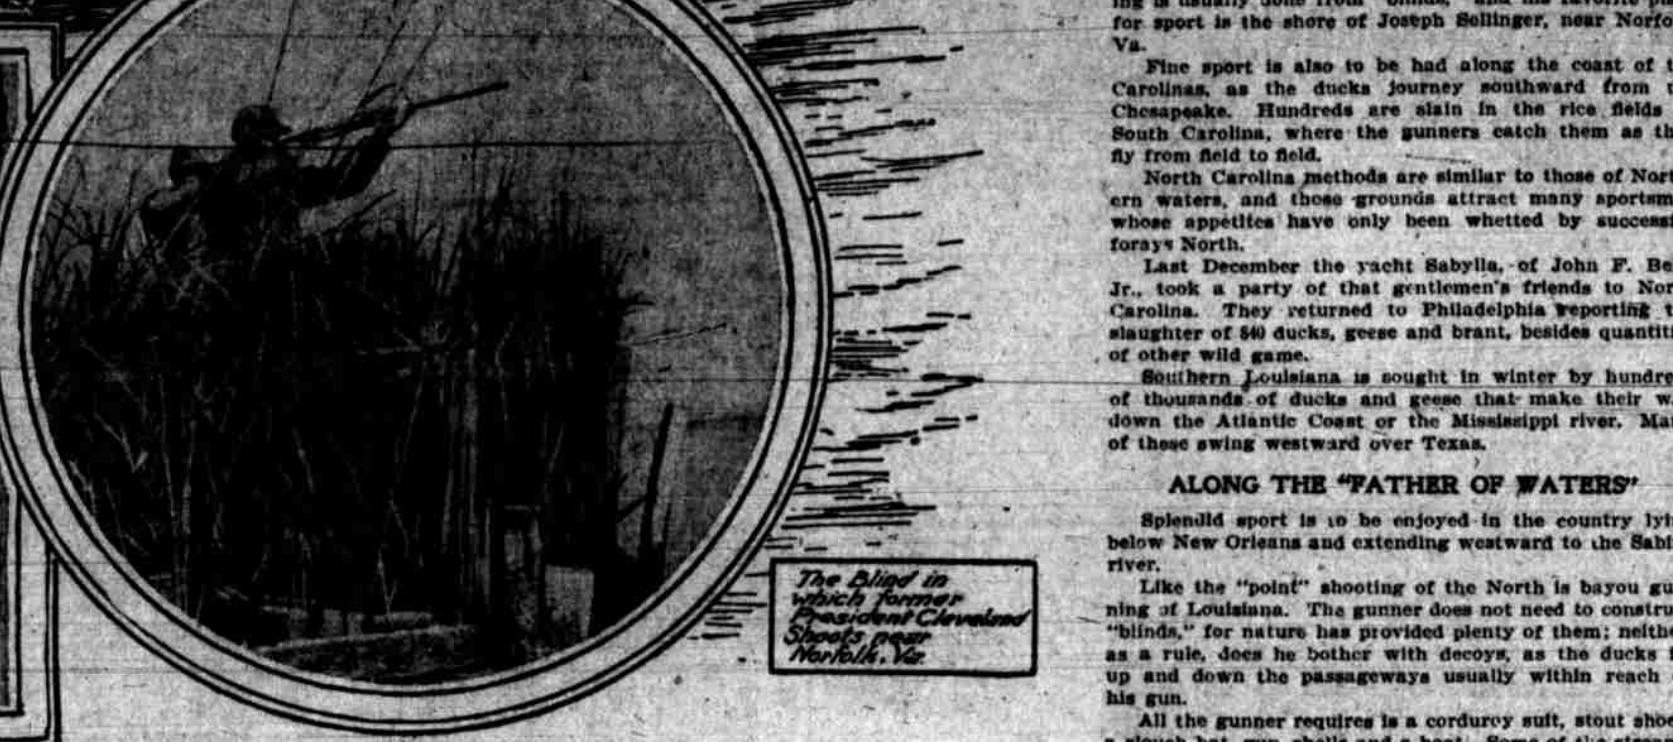 The Blind in
which former
President Cleveland
Shoots near
Norfolk, Va.
ing is usually done from "blinds," and his favorite
for sport is the shore of Joseph Sellinger, near Norfo
Va.
Fine sport is also to be had along the coast of t
Carolinas, as the ducks journey southward from t
Chesapeake. Hundreds are slain in the rice fields
South Carolina, where the gunners catch them as th
fly from field to field.
North Carolina methods are similar to those of Nort
ern waters, and those grounds attract many sportsm
whose appetites have only been whetted by success
forays North.
Last December the yacht Sabylla, of John F. Be
Jr., took a party of that gentlemen's friends to Nor
Carolina. They returned to Philadelphia reporting t
slaughter of 840 ducks, geese and brant, besides quantiti
of other wild game.
Southern Louisiana is sought in winter by hundre
of thousands of ducks and geese that make their w
down the Atlantic Coast or the Mississippi river. Ma
of these swing westward over Texas.
ALONG THE "FATHER OF WATERS"
Splendid sport is to be enjoyed in the country lyi
below New Orleans and extending westward to the Sabi
river.
Like the "point" shooting of the North is bayou gu
ning of Louisiana. The gunner does not need to constru
"blinds," for nature has provided plenty of them; neith
as a rule, does he bother with decoys, as the ducks
up and down the passageways usually within reach
his gun.
All the gunner requires is a corduroy suit, stout shoe